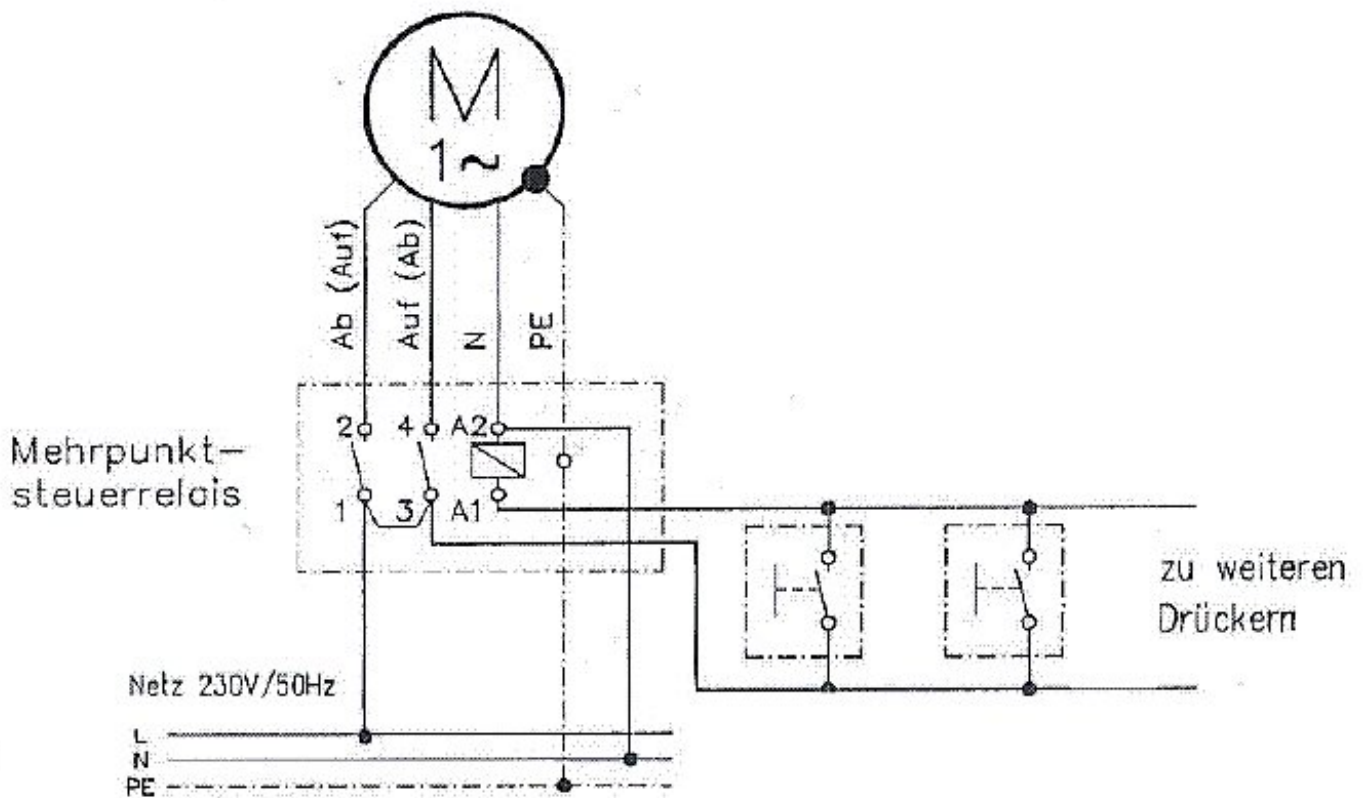 M
1~
Ab (Auf)
Auf (Ab)
N
PE
Mehrpunkt-
steuerrelais
2 4 A2
1 3 A1
zu weiteren
Drückern
Netz 230V/50Hz
L
N
PE